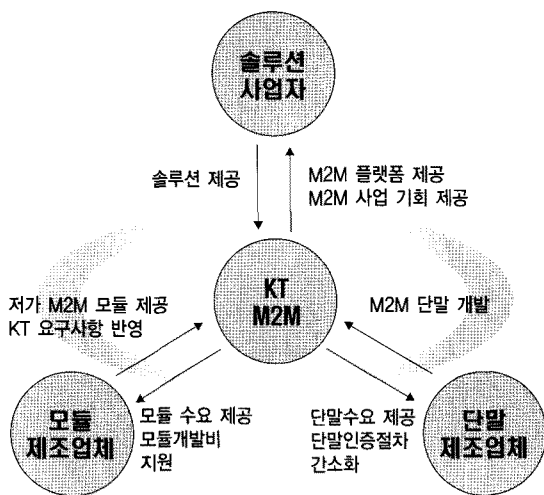 솔루션
사업자
솔루션 제공
M2M 플랫폼 제공
M2M 사업 기회 제공
KT
M2M
저가 M2M 모듈 제공
KT 요구사항 반영
M2M 단말 개발
모듈
제조업체
모듈 수요 제공
모듈개발비
지원
단말수요 제공
단말인증절차
간소화
단말
제조업체